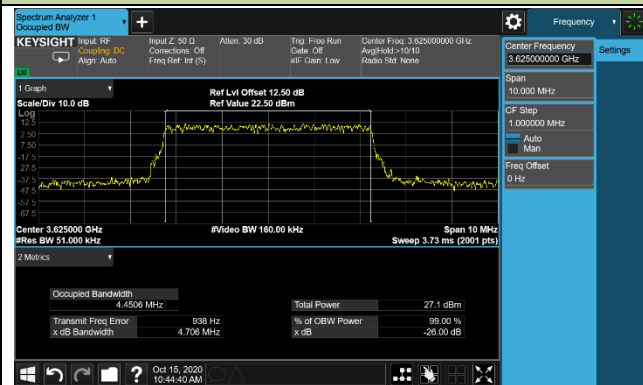 Spectrum Analyzer 1
Occupied BW
Frequency
KEYSIGHT
Input: RF
Coupling: DC
Align: Auto
Input Z: 50 Ω
Corrections: Off
Freq Ref: Int (S)
Atten: 30 dB
Trig: Free Run
Gate: Off
#IF Gain: Low
Center Freq: 3.625000000 GHz
Avg|Hold:>10/10
Radio Std: None
Center Frequency
3.625000000 GHz
Settings
Span
10.000 MHz
CF Step
1.000000 MHz
Auto
Man
Freq Offset
0 Hz
1 Graph
Scale/Div 10.0 dB
Ref Lvl Offset 12.50 dB
Ref Value 22.50 dBm
Log
12.5
2.50
-7.50
-17.5
-27.5
-37.5
-47.5
-57.5
-67.5
Center 3.625000 GHz
#Video BW 160.00 kHz
Span 10 MHz
#Res BW 51.000 kHz
Sweep 3.73 ms (2001 pts)
2 Metrics
Occupied Bandwidth
4.4506 MHz
Total Power 27.1 dBm
Transmit Freq Error 938 Hz
% of OBW Power 99.00 %
x dB Bandwidth 4.706 MHz
x dB -26.00 dB
?
Oct 15, 2020
10:44:40 AM